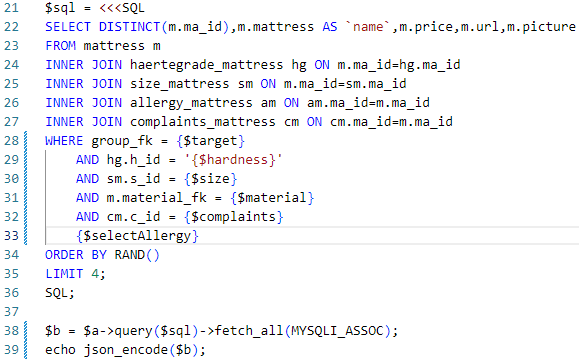 21 $sql = <<<SQL
22 SELECT DISTINCT(m.ma_id),m.mattress AS `name`,m.price,m.url,m.picture
23 FROM mattress m
24 INNER JOIN haertegrade_mattress hg ON m.ma_id=hg.ma_id
25 INNER JOIN size_mattress sm ON m.ma_id=sm.ma_id
26 INNER JOIN allergy_mattress am ON am.ma_id=m.ma_id
27 INNER JOIN complaints_mattress cm ON cm.ma_id=m.ma_id
28 WHERE group_fk = {$target}
29     AND hg.h_id = '{$hardness}'
30     AND sm.s_id = {$size}
31     AND m.material_fk = {$material}
32     AND cm.c_id = {$complaints}
33     {$selectAllergy}
34 ORDER BY RAND()
35 LIMIT 4;
36 SQL;
37
38 $b = $a->query($sql)->fetch_all(MYSQLI_ASSOC);
39 echo json_encode($b);